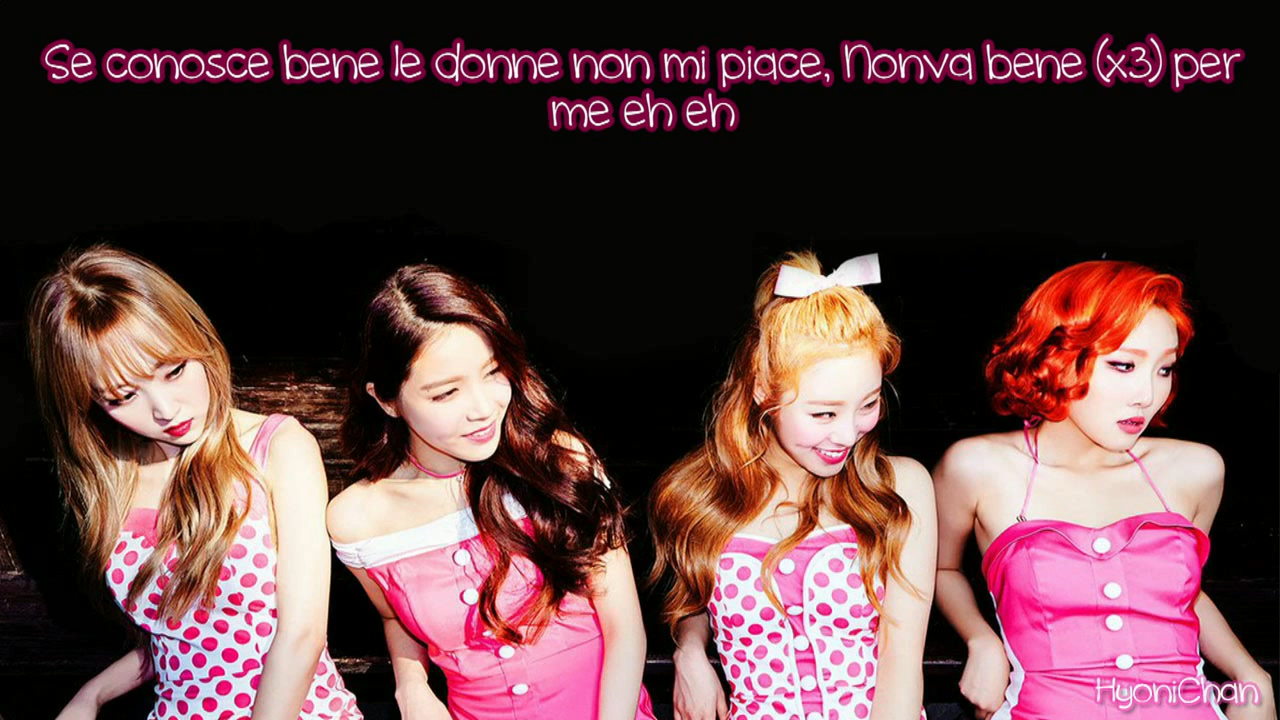 Se conosce bene le donne non mi piace, Nonva bene (x3) per
me eh eh
HyoniChan